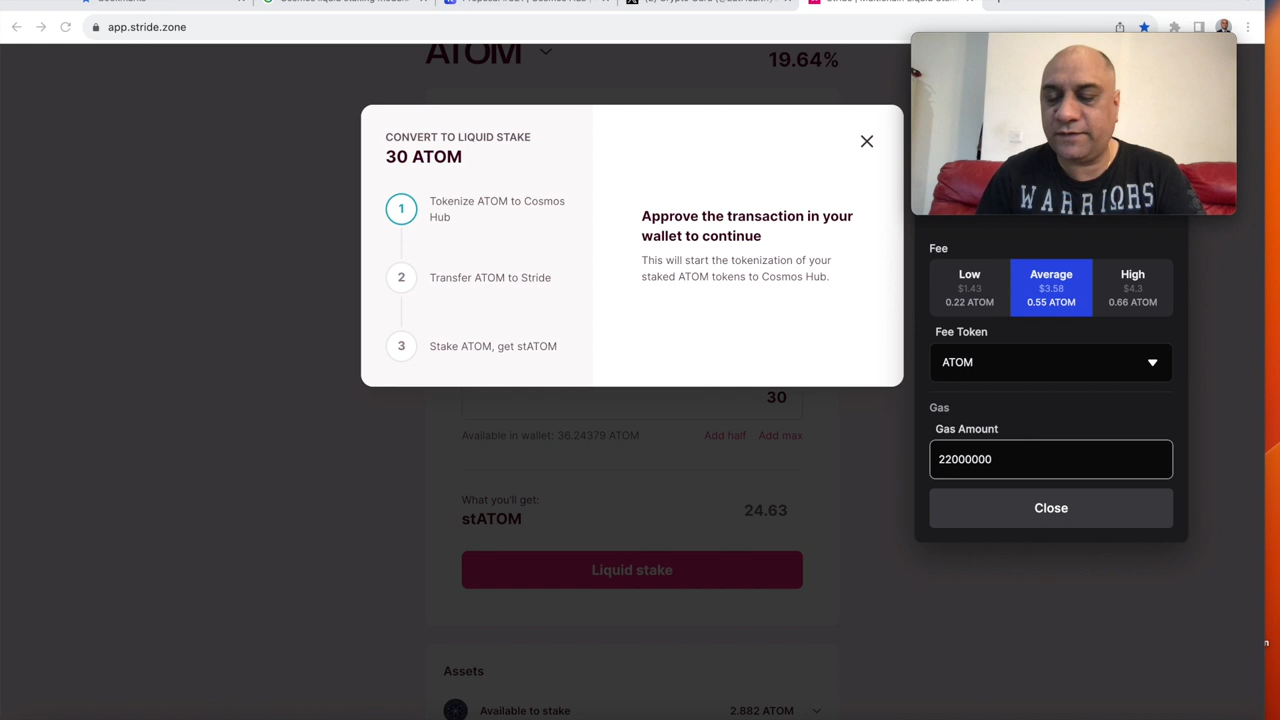 app.stride.zone
ATOM
19.64%
CONVERT TO LIQUID STAKE
30 ATOM
1
Tokenize ATOM to Cosmos
Hub
2
Transfer ATOM to Stride
3
Stake ATOM, get stATOM
Approve the transaction in your
wallet to continue
This will start the tokenization of your
staked ATOM tokens to Cosmos Hub.
30
Available in wallet: 36.24379 ATOM
Add half
Add max
What you'll get:
stATOM
24.63
Liquid stake
Assets
Available to stake
2.882 ATOM
WARRIORS
Fee
Low
$1.43
0.22 ATOM
Average
$3.58
0.55 ATOM
High
$4.3
0.66 ATOM
Fee Token
ATOM
Gas
Gas Amount
22000000
Close